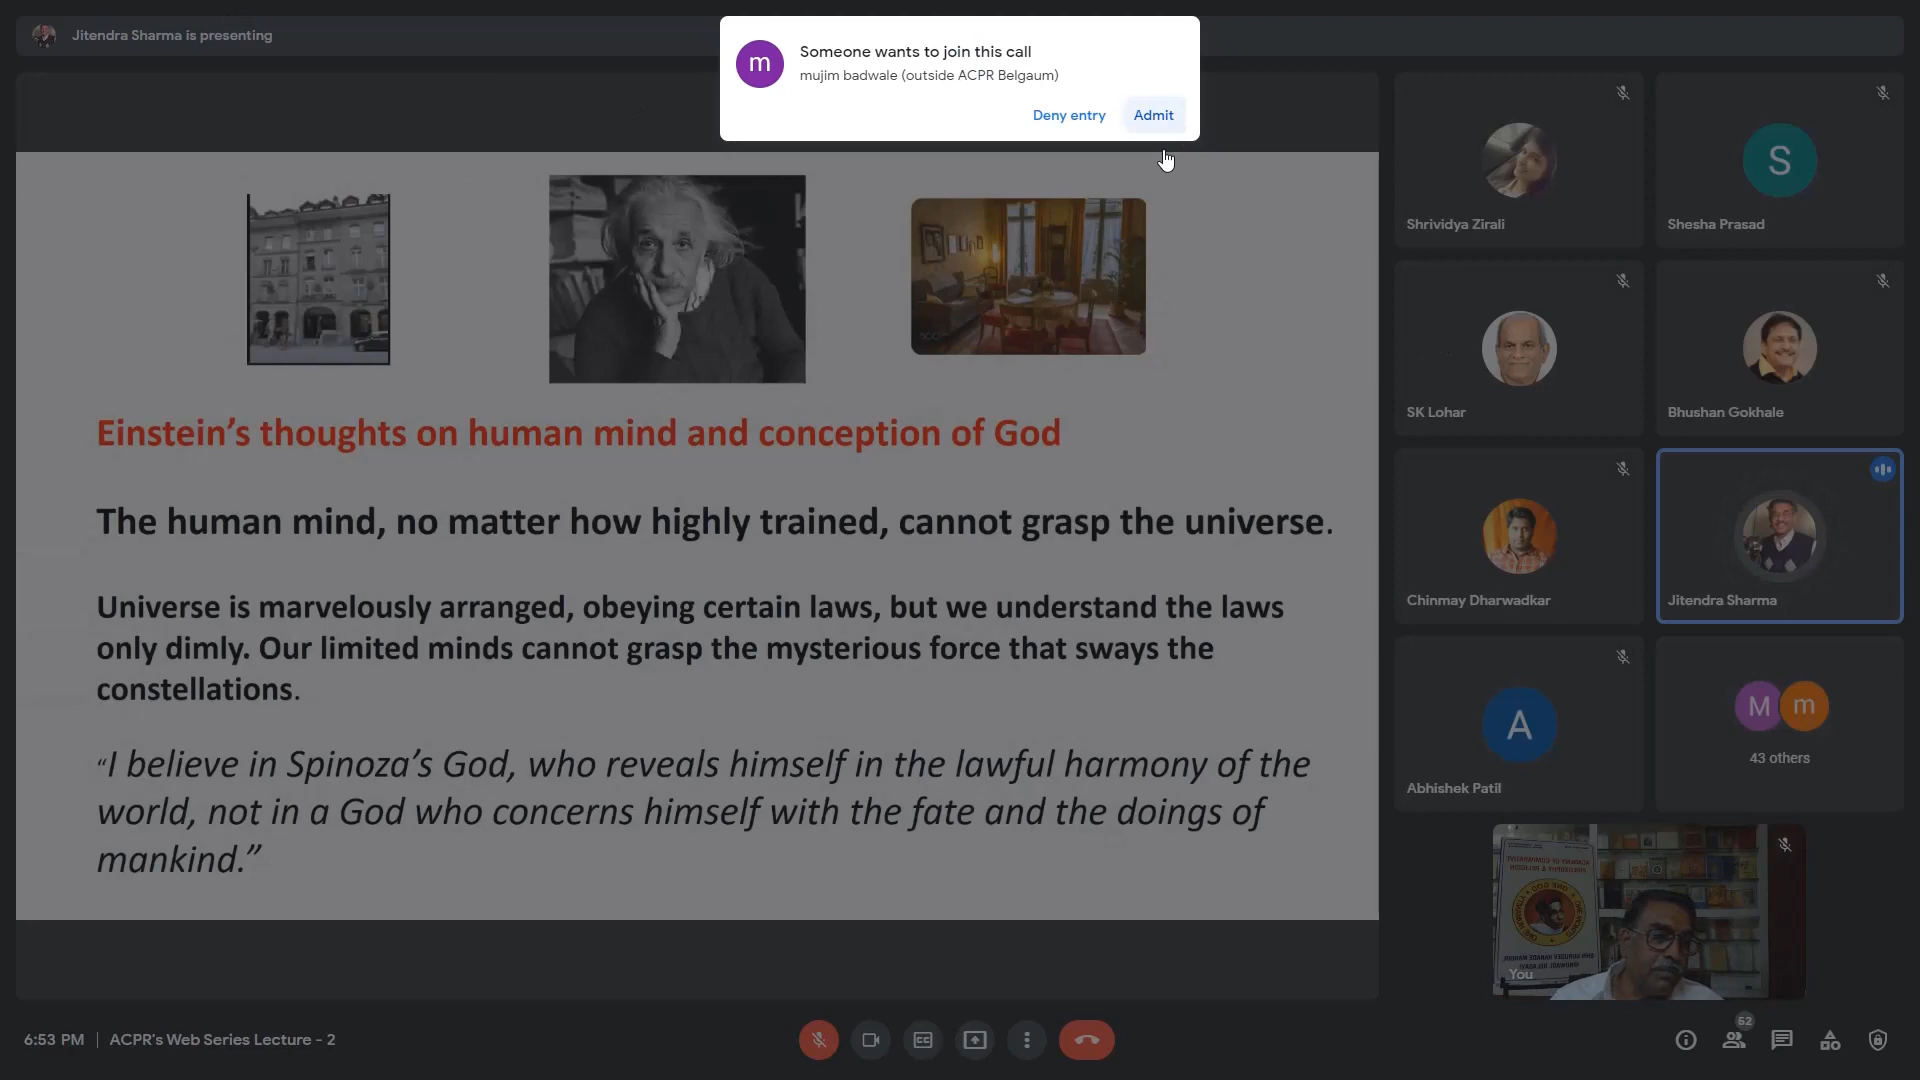 Jitendra Sharma is presenting
m
Someone wants to join this call
mujim badwale (outside ACPR Belgaum)
Deny entry
Admit
Einstein’s thoughts on human mind and conception of God
The human mind, no matter how highly trained, cannot grasp the universe.
Universe is marvelously arranged, obeying certain laws, but we understand the laws
only dimly. Our limited minds cannot grasp the mysterious force that sways the
constellations.
“I believe in Spinoza’s God, who reveals himself in the lawful harmony of the
world, not in a God who concerns himself with the fate and the doings of
mankind.”
Shrividya Zirali
S
Shesha Prasad
SK Lohar
Bhushan Gokhale
Chinmay Dharwadkar
Jitendra Sharma
A
Abhishek Patil
M
m
43 others
ACADEMY OF COMPARATIVE
PHILOSOPHY & RELIGION
You
6:53 PM
ACPR's Web Series Lecture - 2
CC
52